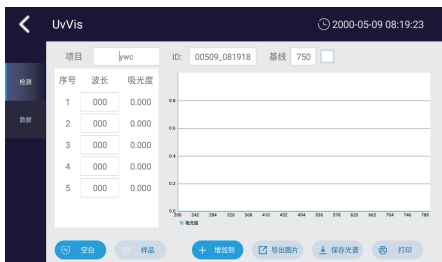 UvVis
2000-05-09 08:19:23
项目 ywc ID: 00509_081918 基线 750
检测
数据
序号 波长 吸光度
1 000 0.000
2 000 0.000
3 000 0.000
4 000 0.000
5 000 0.000
0.8
0.6
0.4
0.2
0.0
200 242 284 326 368 410 452 494 536 578 620 662 704 746 788
吸光度
空白 样品 增加到 导出图片 保存光谱 打印